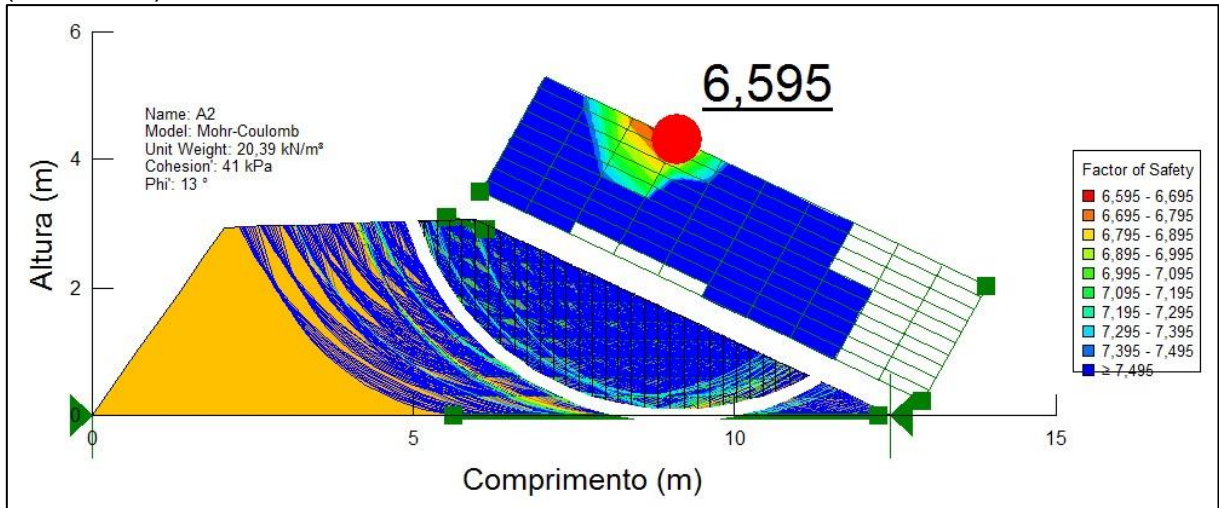 6
6,595
Name: A2
Model: Mohr-Coulomb
Unit Weight: 20,39 kN/m³
Cohesion': 41 kPa
Phi': 13 °
4
Altura (m)
2
0
Factor of Safety
6,595 - 6,695
6,695 - 6,795
6,795 - 6,895
6,895 - 6,995
6,995 - 7,095
7,095 - 7,195
7,195 - 7,295
7,295 - 7,395
7,395 - 7,495
≥ 7,495
0
5
10
15
Comprimento (m)